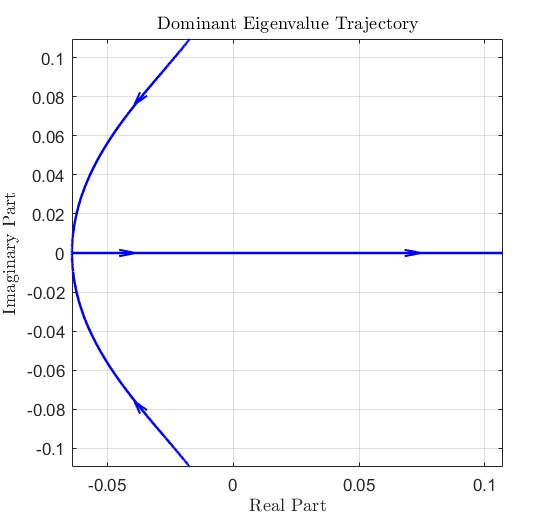 Dominant Eigenvalue Trajectory
0.1
0.08
0.06
0.04
0.02
0
-0.02
-0.04
-0.06
-0.08
-0.1
Imaginary Part
-0.05 0 0.05 0.1
Real Part